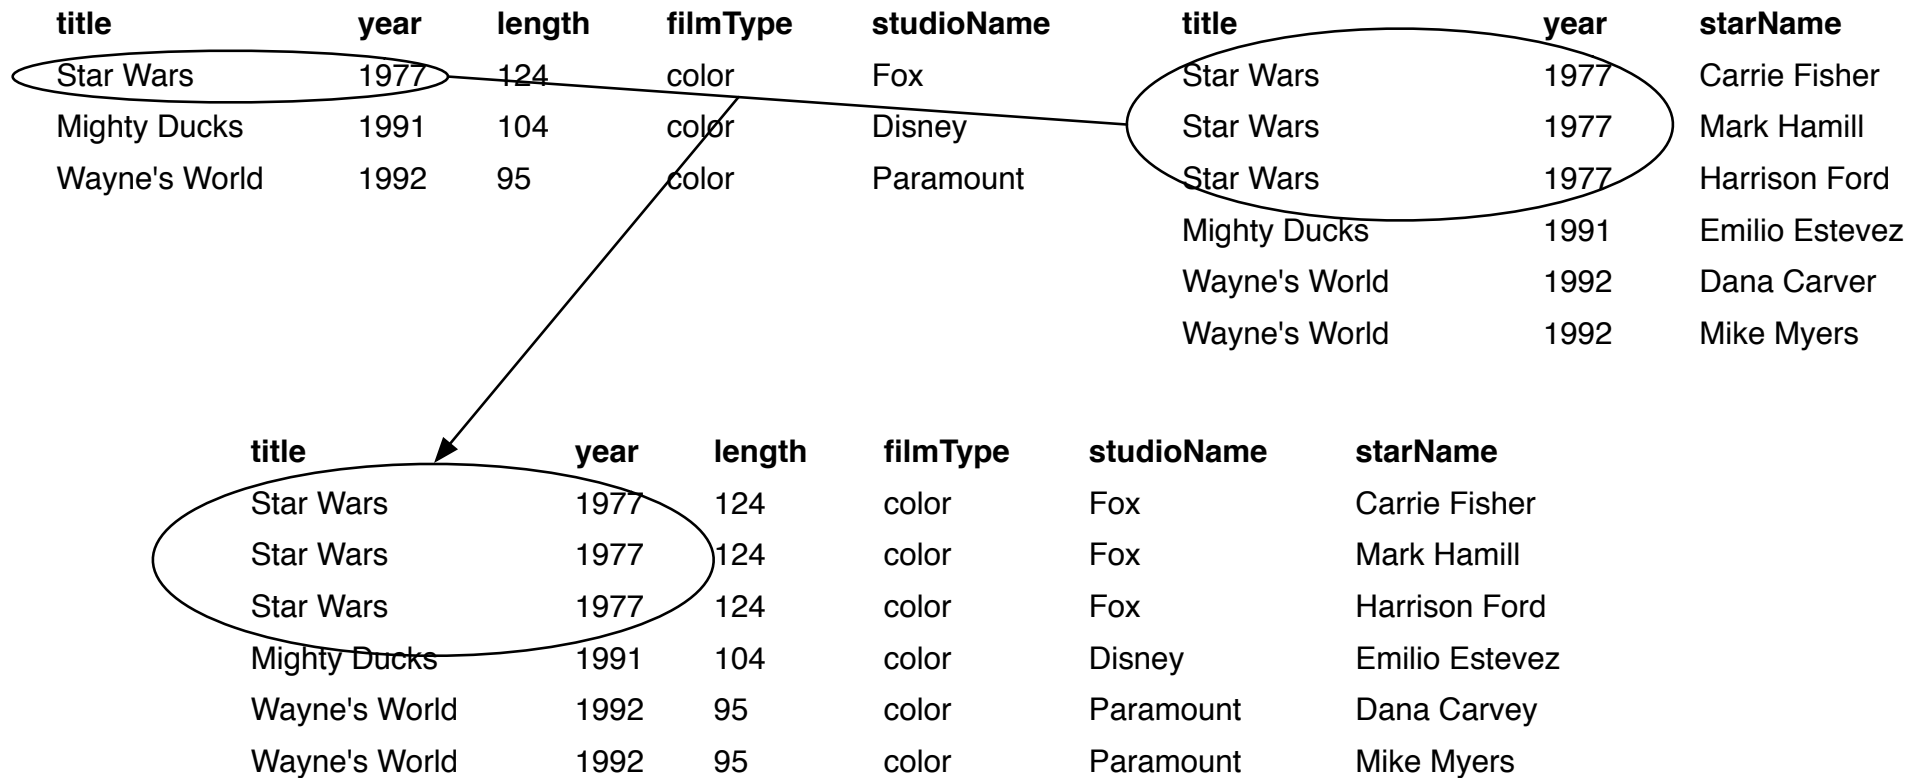 title year length filmType studioName title year starName
Star Wars 1977 124 color Fox Star Wars 1977 Carrie Fisher
Mighty Ducks 1991 104 color Disney Star Wars 1977 Mark Hamill
Wayne's World 1992 95 color Paramount Star Wars 1977 Harrison Ford
Mighty Ducks 1991 Emilio Estevez
Wayne's World 1992 Dana Carver
Wayne's World 1992 Mike Myers
title year length filmType studioName starName
Star Wars 1977 124 color Fox Carrie Fisher
Star Wars 1977 124 color Fox Mark Hamill
Star Wars 1977 124 color Fox Harrison Ford
Mighty Ducks 1991 104 color Disney Emilio Estevez
Wayne's World 1992 95 color Paramount Dana Carvey
Wayne's World 1992 95 color Paramount Mike Myers